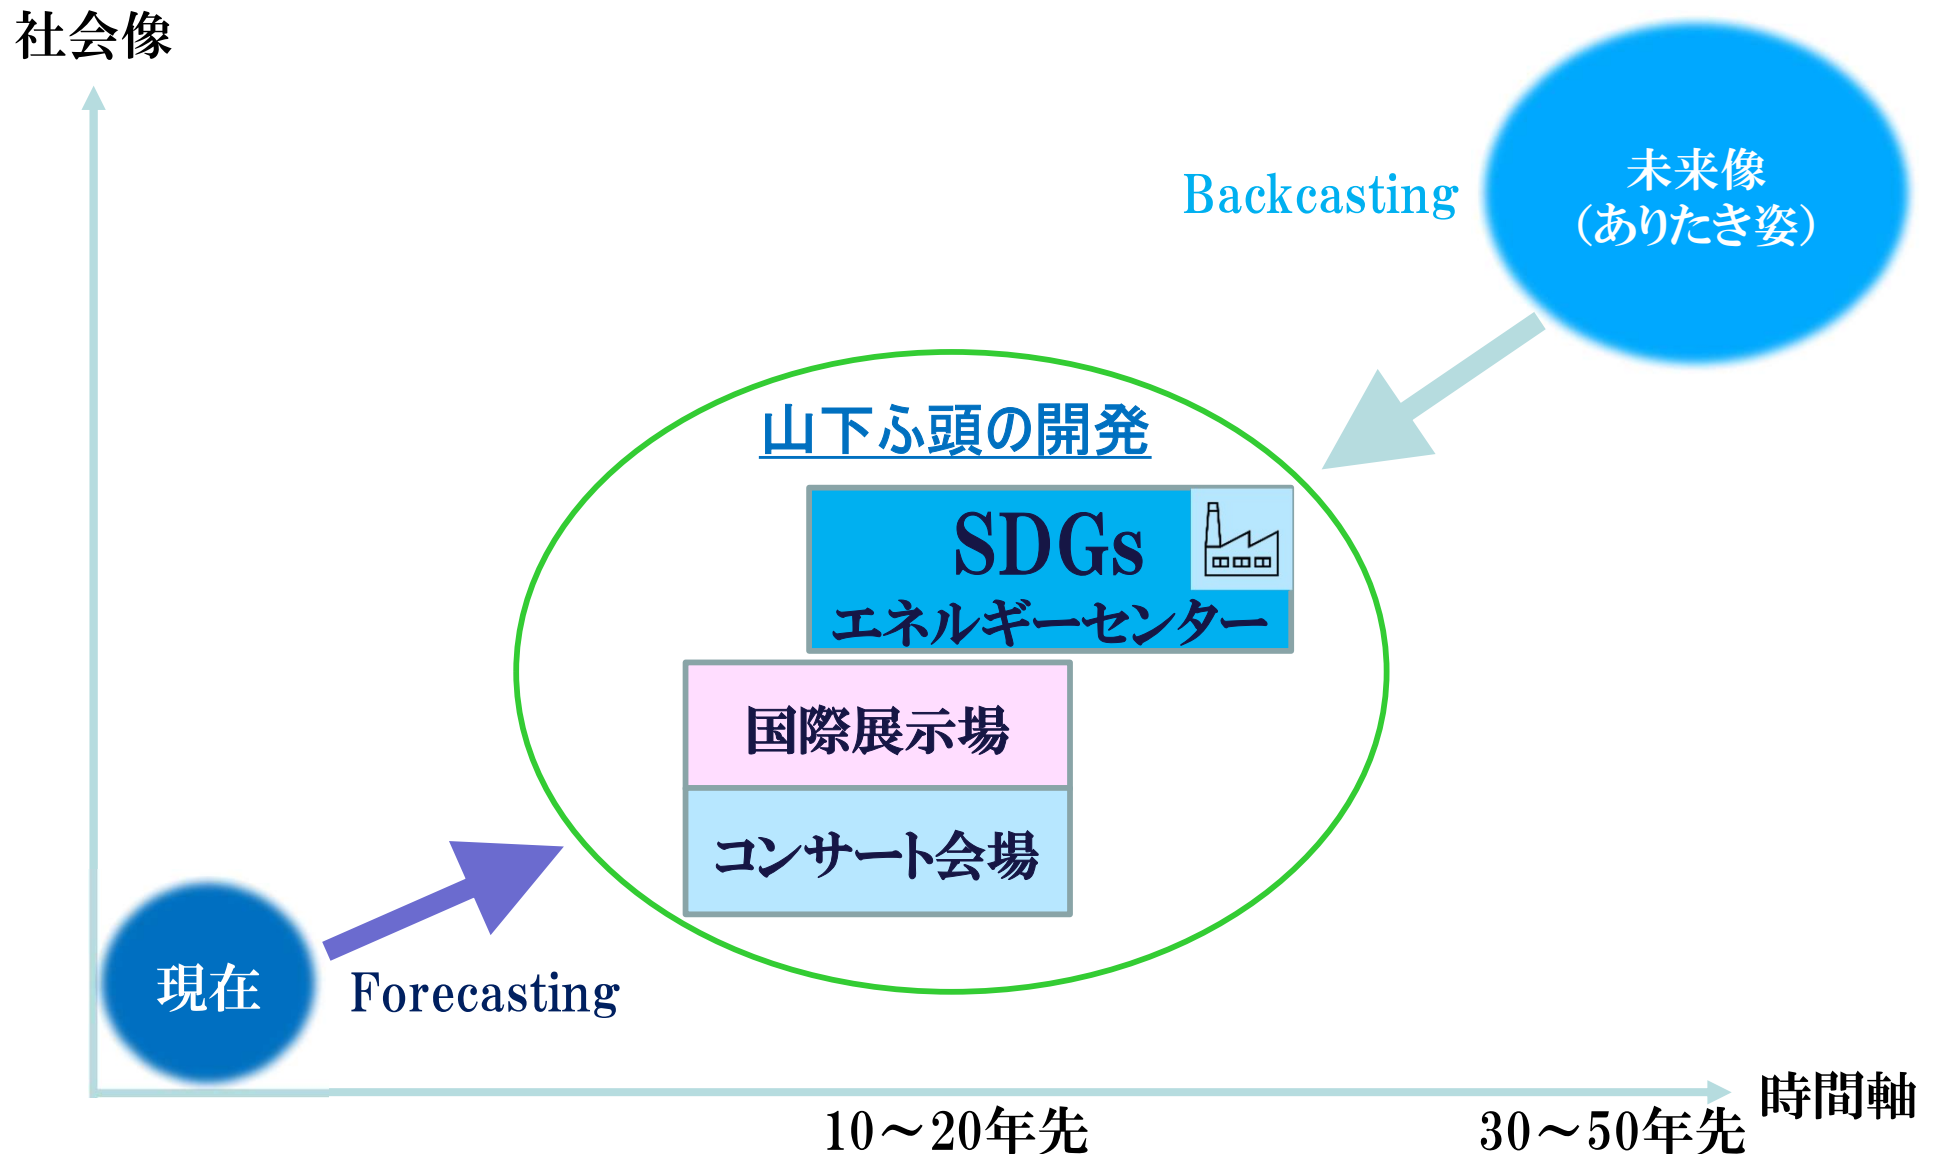 社会像
未来像
（ありたき姿）
Backcasting
山下ふ頭の開発
SDGs
エネルギーセンター
国際展示場
コンサート会場
現在
Forecasting
時間軸
10～20年先
30～50年先